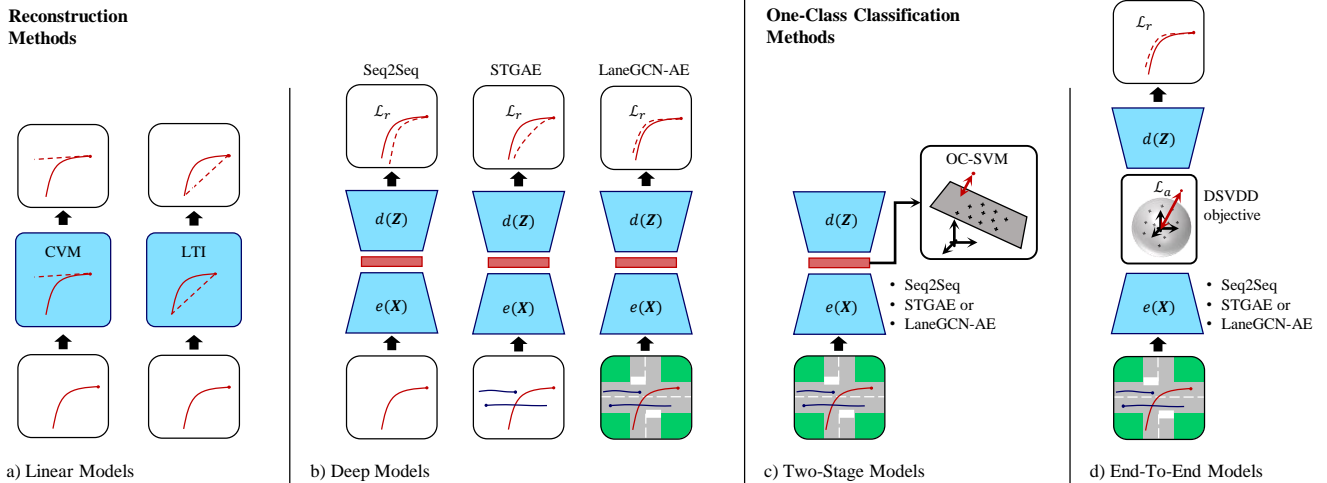 Reconstruction
Methods
CVM
LTI
a) Linear Models
Seq2Seq
STGAE
LaneGCN-AE
ℒr
ℒr
ℒr
d(Z)
d(Z)
d(Z)
e(X)
e(X)
e(X)
b) Deep Models
One-Class Classification
Methods
OC-SVM
d(Z)
e(X)
• Seq2Seq
• STGAE or
• LaneGCN-AE
c) Two-Stage Models
ℒr
d(Z)
ℒa
DSVDD
objective
e(X)
• Seq2Seq
• STGAE or
• LaneGCN-AE
d) End-To-End Models